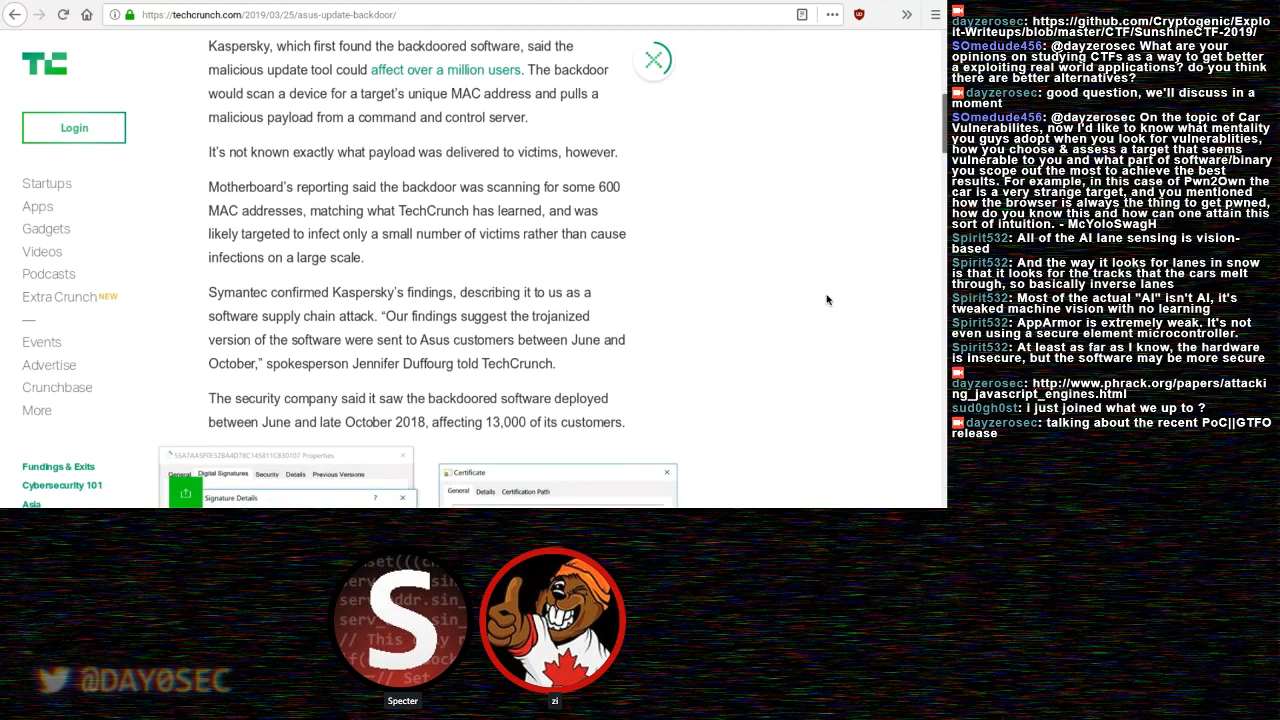 https://techcrunch.com/2019/03/25/asus-update-backdoor/
TC
Login
Startups
Apps
Gadgets
Videos
Podcasts
Extra Crunch NEW
—
Events
Advertise
Crunchbase
More
Fundings & Exits
Cybersecurity 101
Asia
Kaspersky, which first found the backdoored software, said the
malicious update tool could affect over a million users. The backdoor
would scan a device for a target’s unique MAC address and pulls a
malicious payload from a command and control server.
It’s not known exactly what payload was delivered to victims, however.
Motherboard’s reporting said the backdoor was scanning for some 600
MAC addresses, matching what TechCrunch has learned, and was
likely targeted to infect only a small number of victims rather than cause
infections on a large scale.
Symantec confirmed Kaspersky’s findings, describing it to us as a
software supply chain attack. “Our findings suggest the trojanized
version of the software were sent to Asus customers between June and
October,” spokesperson Jennifer Duffourg told TechCrunch.
The security company said it saw the backdoored software deployed
between June and late October 2018, affecting 13,000 of its customers.
Properties
General Digital Signatures Security Details Previous Versions
Signature Details ?
Certificate
General Details Certification Path
dayzerosec: https://github.com/Cryptogenic/Explo
it-Writeups/blob/master/CTF/SunshineCTF-2019/
SOmedude456: @dayzerosec What are your
opinions on studying CTFs as a way to get better
a exploiting real world applications? do you think
there are better alternatives?
dayzerosec: good question, we'll discuss in a
moment
SOmedude456: @dayzerosec On the topic of Car
Vulnerabilites, now I'd like to know what mentality
you guys adopt when you look for vulnerablities,
how you choose & assess a target that seems
vulnerable to you and what part of software/binary
you scope out the most to achieve the best
results. For example, in this case of Pwn2Own the
car is a very strange target, and you mentioned
how the browser is always the thing to get pwned,
how do you know this and how can one attain this
sort of intuition. - McYoloSwagH
Spirit532: All of the AI lane sensing is vision-
based
Spirit532: And the way it looks for lanes in snow
is that it looks for the tracks that the cars melt
through, so basically inverse lanes
Spirit532: Most of the actual "AI" isn't AI, it's
tweaked machine vision with no learning
Spirit532: AppArmor is extremely weak. It's not
even using a secure element microcontroller.
Spirit532: At least as far as I know, the hardware
is insecure, but the software may be more secure
dayzerosec: http://www.phrack.org/papers/attacki
ng_javascript_engines.html
sud0gh0st: i just joined what we up to ?
dayzerosec: talking about the recent PoC||GTFO
release
S
Specter
zi
@DAY0SEC